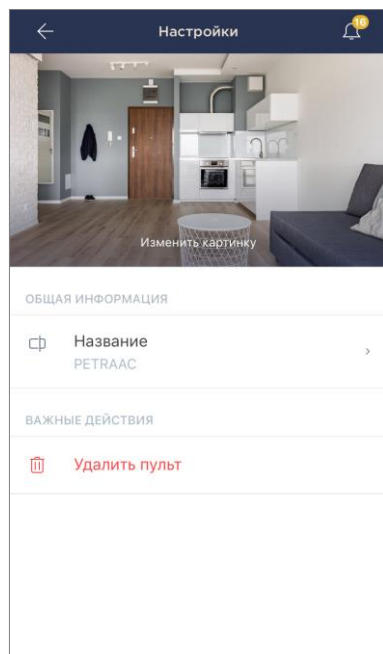 Настройки
16
Изменить картинку
ОБЩАЯ ИНФОРМАЦИЯ
Название
PETRAAC
ВАЖНЫЕ ДЕЙСТВИЯ
Удалить пульт